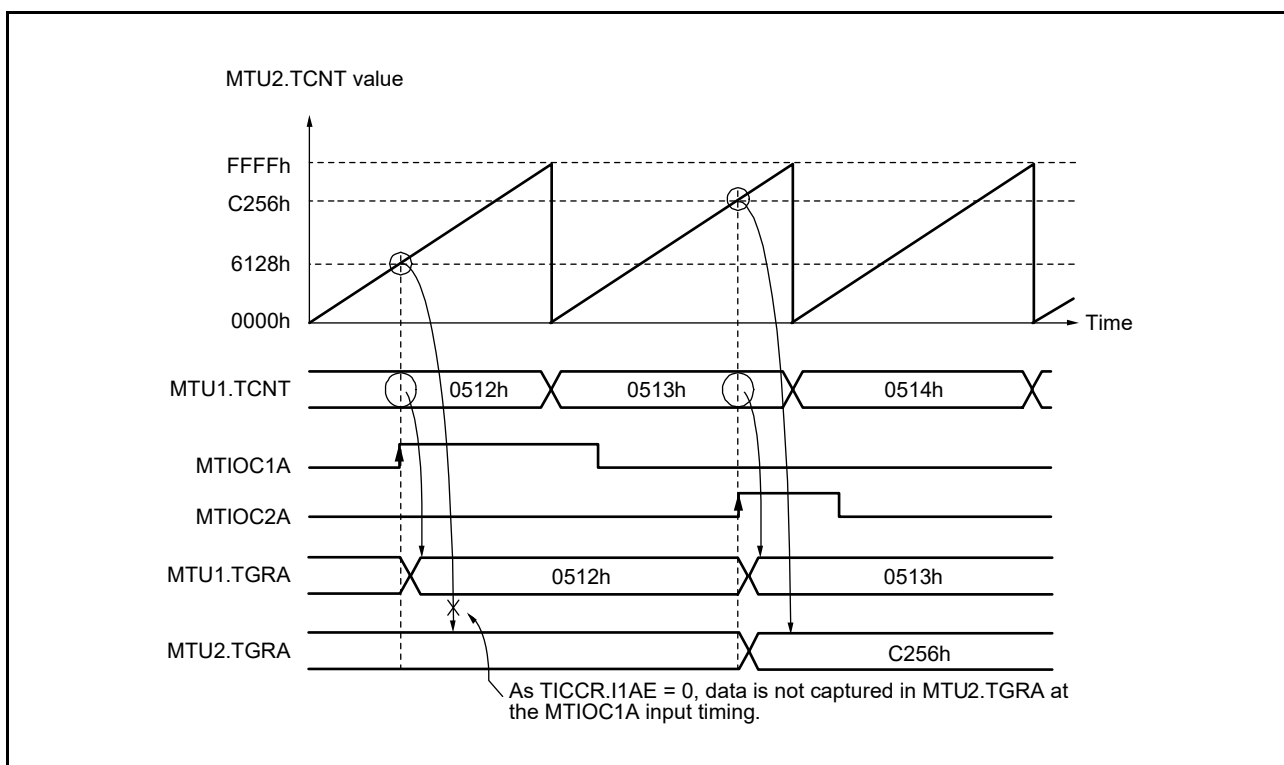 MTU2.TCNT value
FFFFh
C256h
6128h
0000h
Time
MTU1.TCNT
0512h
0513h
0514h
MTIOC1A
MTIOC2A
MTU1.TGRA
0512h
0513h
MTU2.TGRA
C256h
As TICCR.I1AE = 0, data is not captured in MTU2.TGRA at
the MTIOC1A input timing.